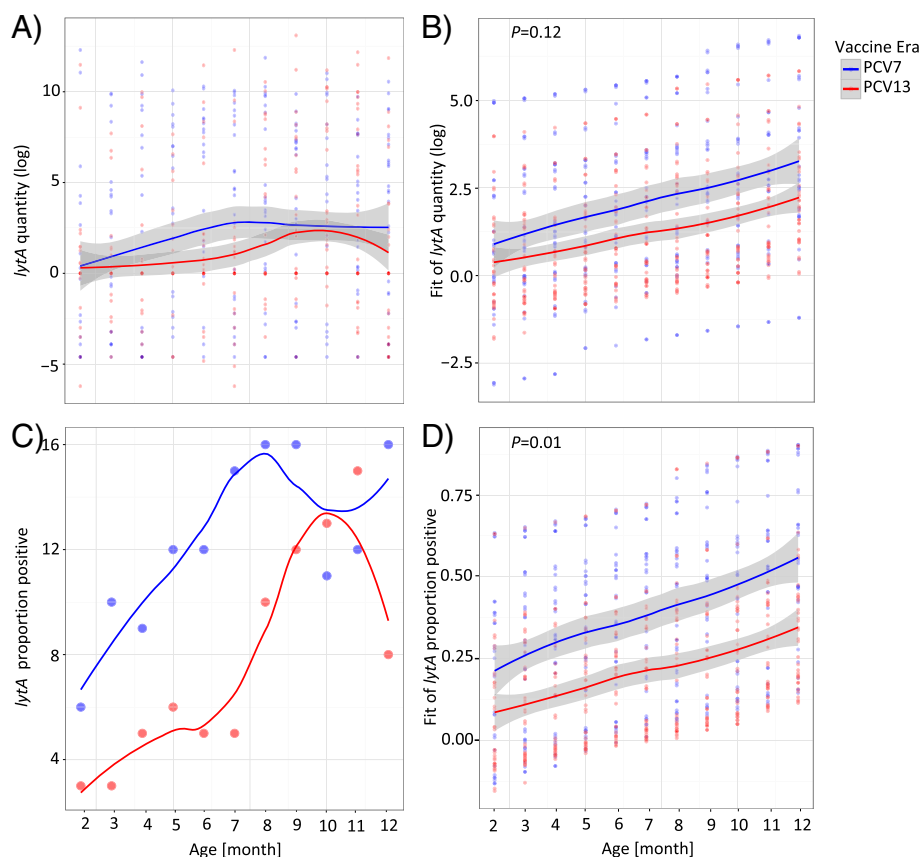 A)
lytA quantity (log)
10
5
0
−5
B)
P=0.12
Fit of lytA quantity (log)
5.0
2.5
0.0
−2.5
Vaccine Era
PCV7
PCV13
C)
lytA proportion positive
16
12
8
4
2 3 4 5 6 7 8 9 10 11 12
Age [month]
D)
P=0.01
Fit of lytA proportion positive
0.75
0.50
0.25
0.00
2 3 4 5 6 7 8 9 10 11 12
Age [month]